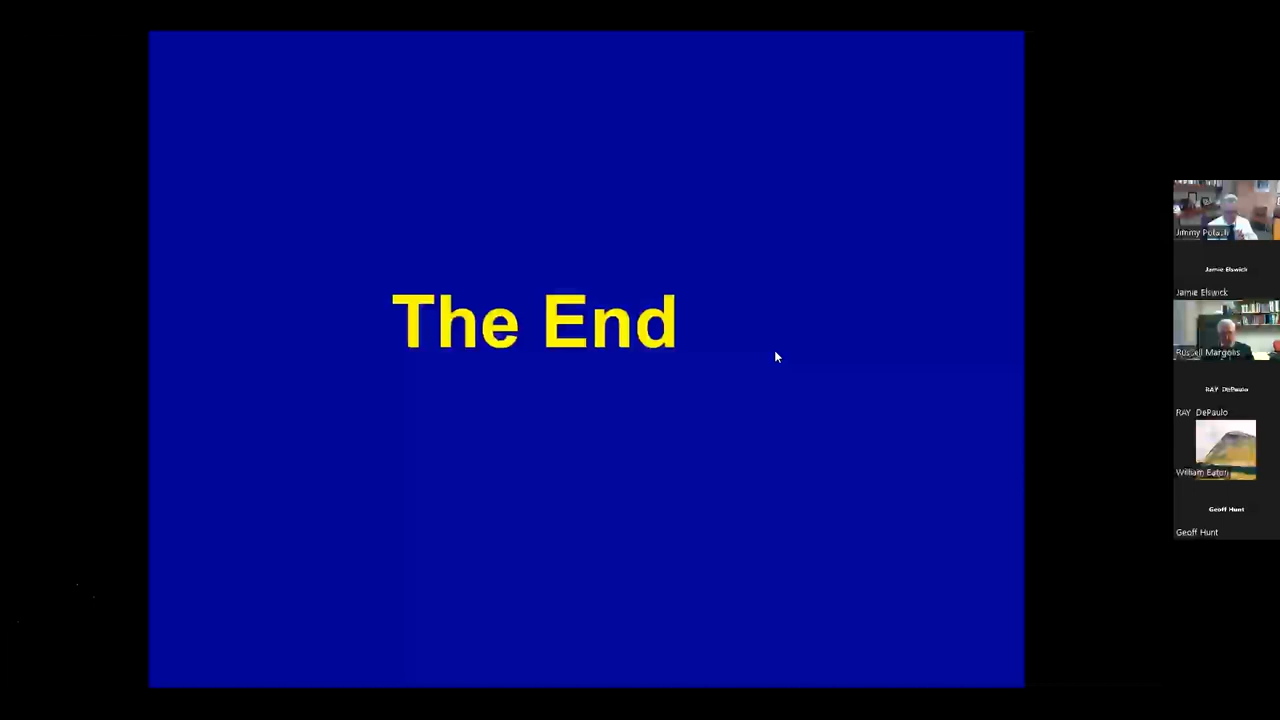 The End
Jimmy Potash
Jamie Elswick
Jamie Elswick
Russell Margolis
RAY DePaulo
RAY DePaulo
William Eaton
Geoff Hunt
Geoff Hunt